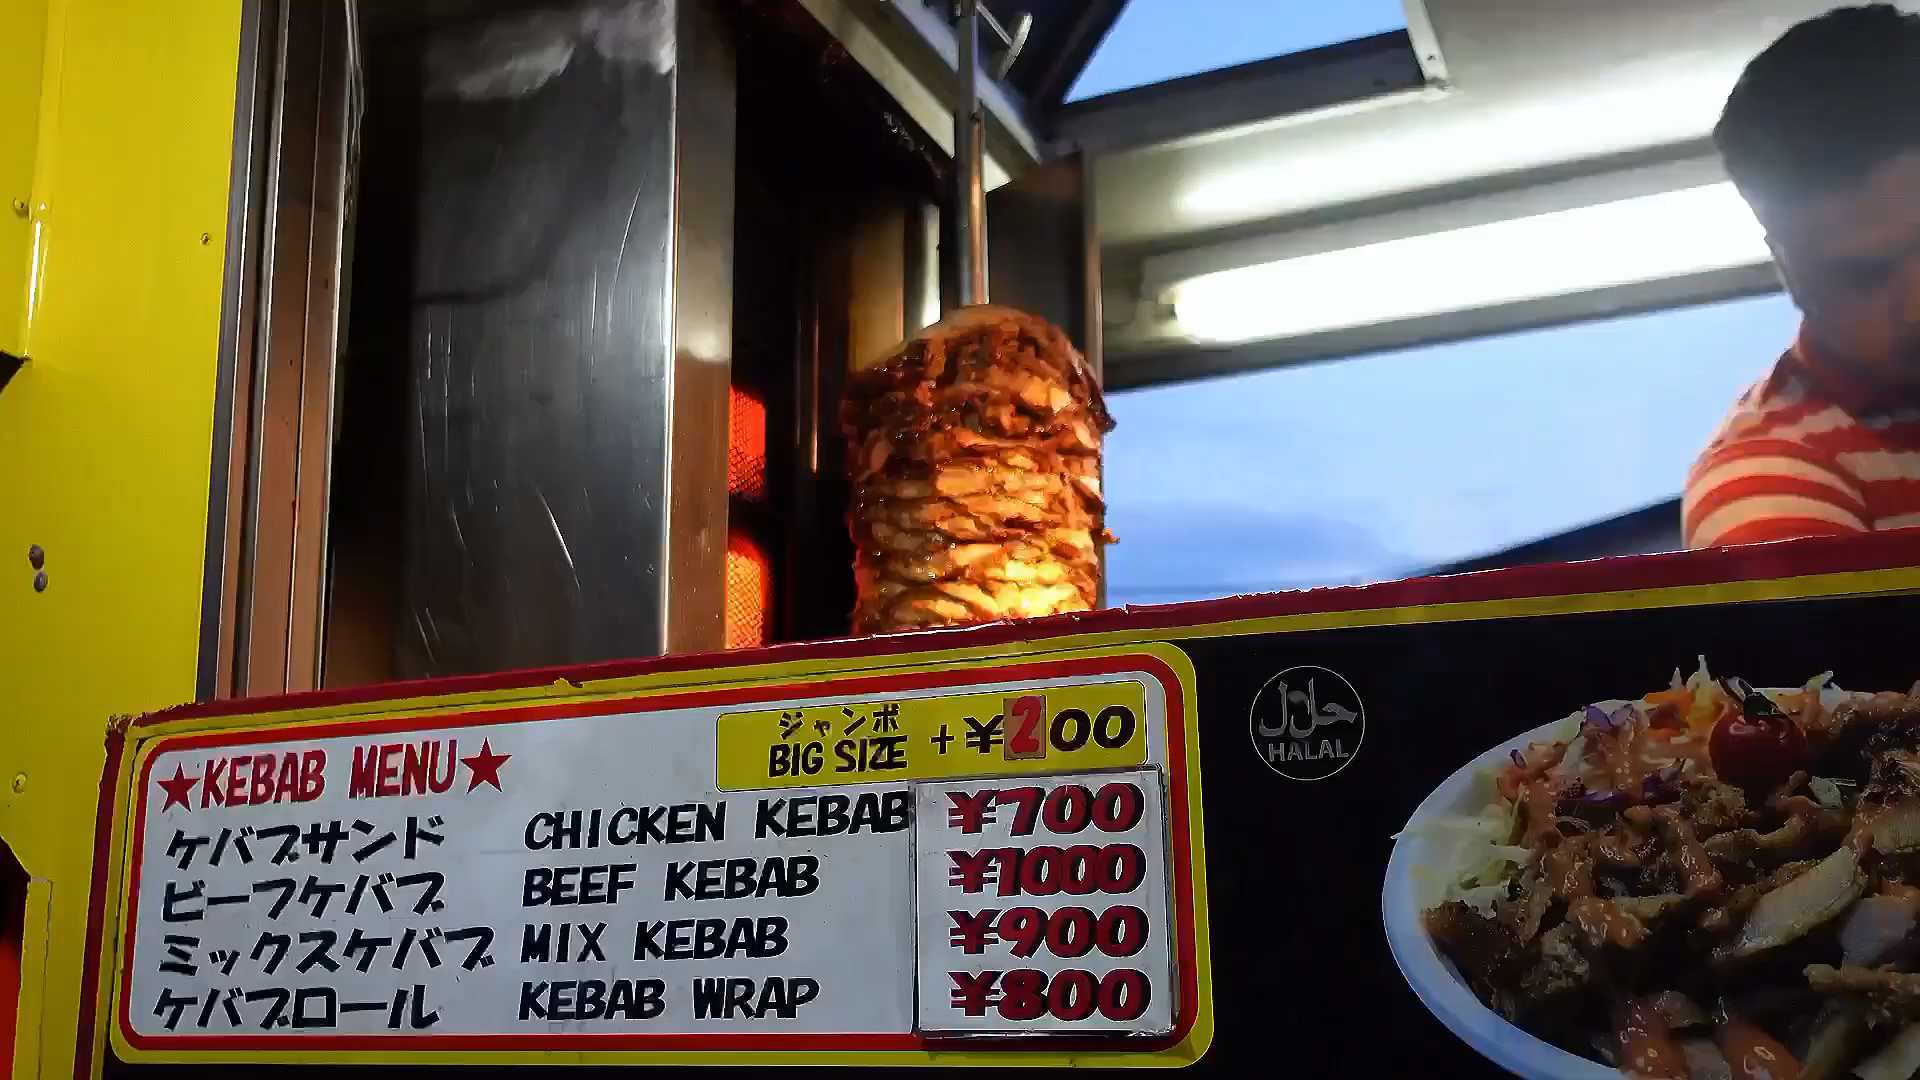 ジャンボ
BIG SIZE +¥200
★KEBAB MENU★
ケバブサンド CHICKEN KEBAB ¥700
ビーフケバブ BEEF KEBAB ¥1000
ミックスケバブ MIX KEBAB ¥900
ケバブロール KEBAB WRAP ¥800
حلال
HALAL